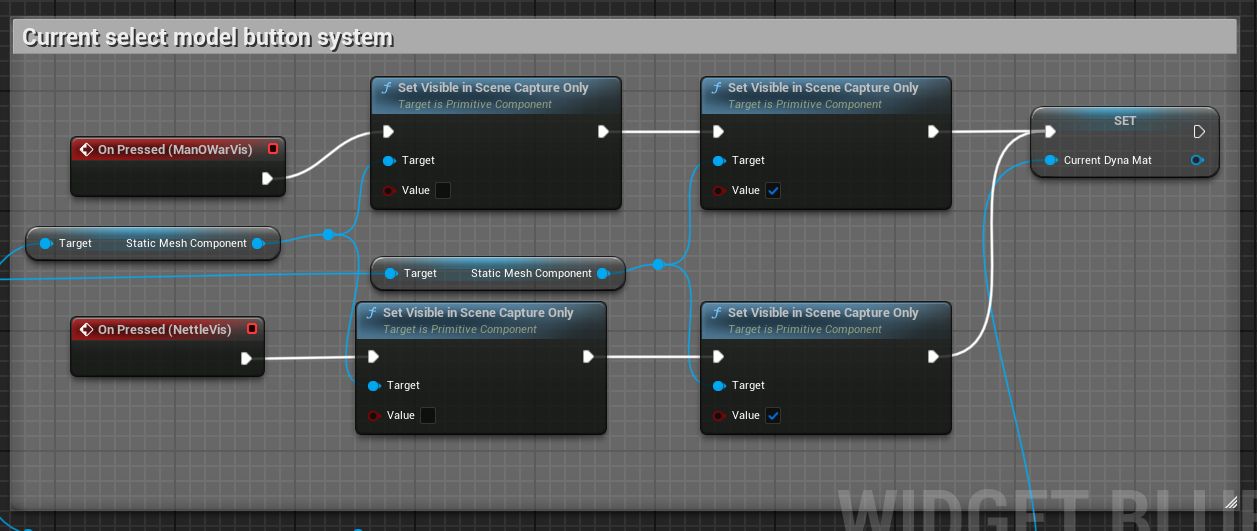 Current select model button system
Set Visible in Scene Capture Only
Target is Primitive Component
Target
Value
Set Visible in Scene Capture Only
Target is Primitive Component
Target
Value
SET
Current Dyna Mat
On Pressed (ManOWarVis)
Target Static Mesh Component
Target Static Mesh Component
On Pressed (NettleVis)
Set Visible in Scene Capture Only
Target is Primitive Component
Target
Value
Set Visible in Scene Capture Only
Target is Primitive Component
Target
Value
WIDGET BLU